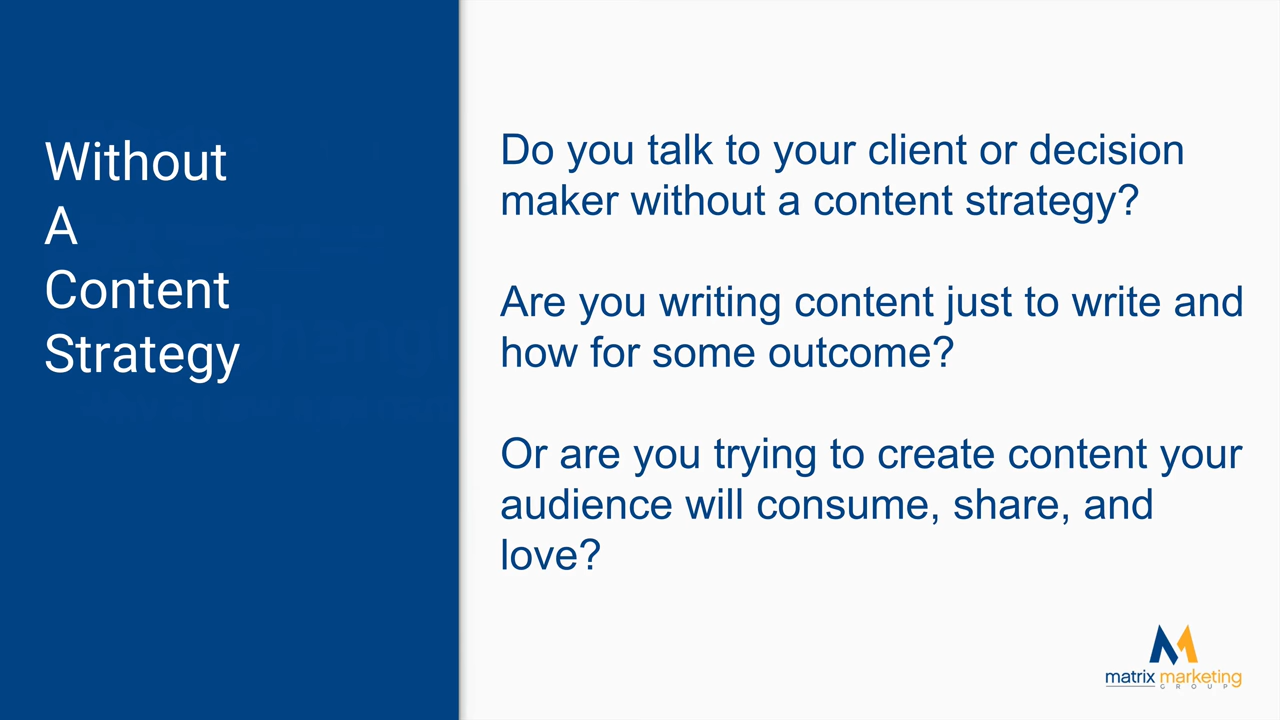 Without
A
Content
Strategy
Do you talk to your client or decision
maker without a content strategy?
Are you writing content just to write and
how for some outcome?
Or are you trying to create content your
audience will consume, share, and
love?
matrix marketing
GROUP